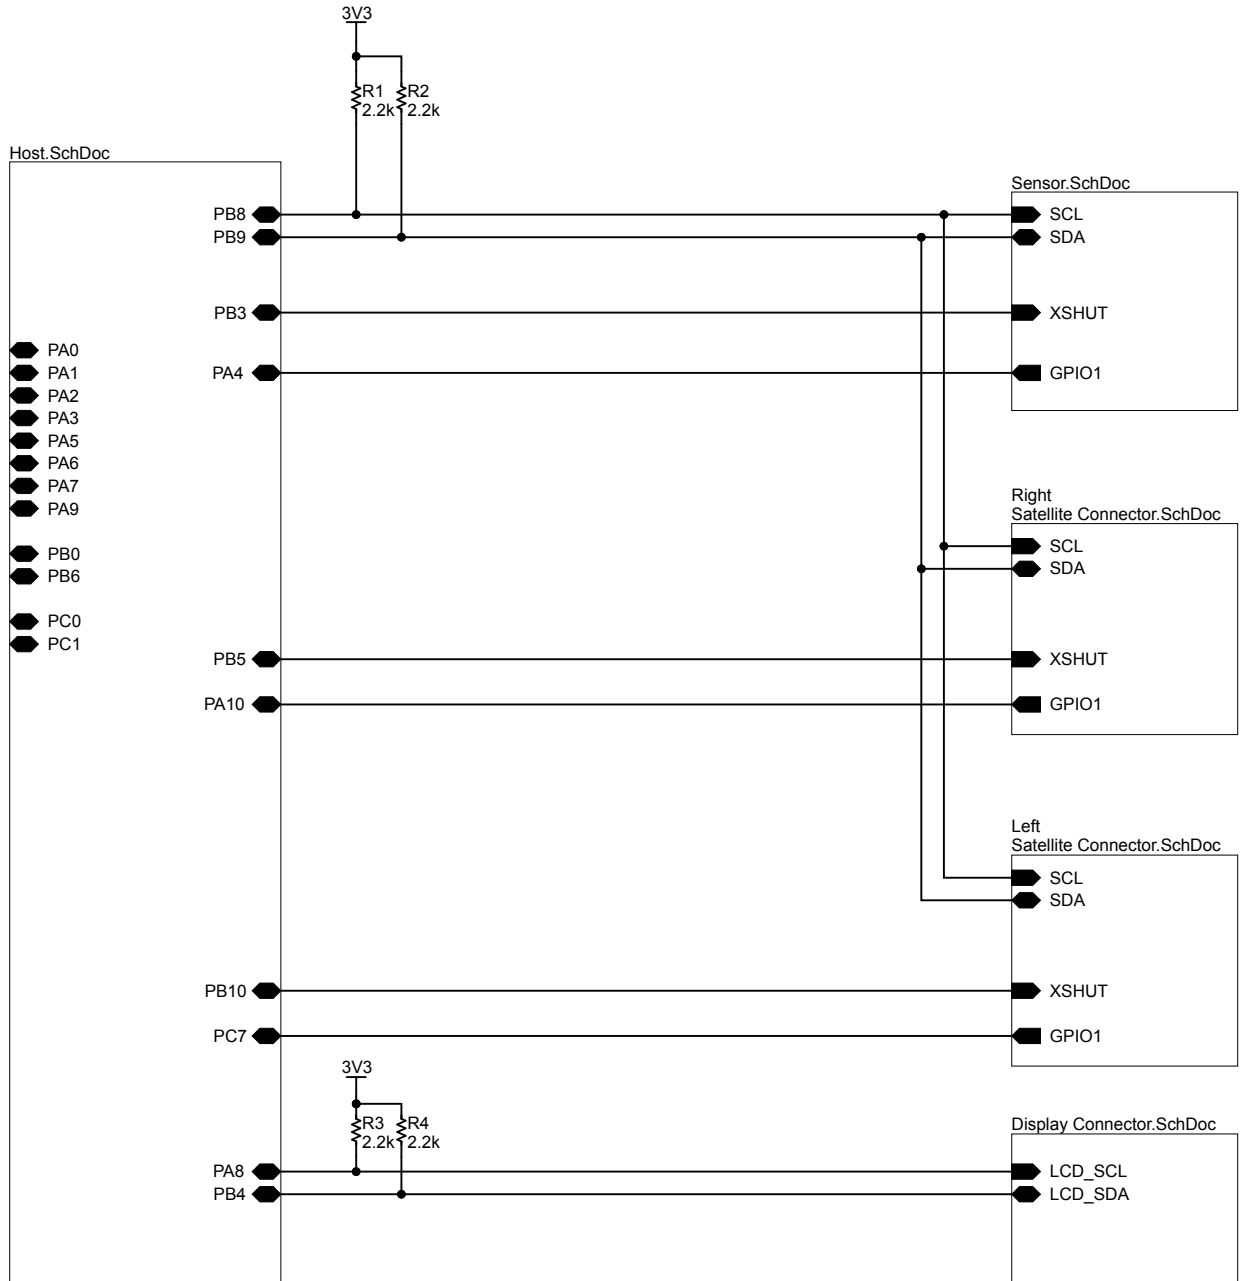 3V3
R1
2.2k
R2
2.2k
Host.SchDoc
PB8
PB9
PB3
PA4
PA0
PA1
PA2
PA3
PA5
PA6
PA7
PA9
PB0
PB6
PC0
PC1
PB5
PA10
PB10
PC7
PA8
PB4
Sensor.SchDoc
SCL
SDA
XSHUT
GPIO1
Right
Satellite Connector.SchDoc
SCL
SDA
XSHUT
GPIO1
Left
Satellite Connector.SchDoc
SCL
SDA
XSHUT
GPIO1
3V3
R3
2.2k
R4
2.2k
Display Connector.SchDoc
LCD_SCL
LCD_SDA